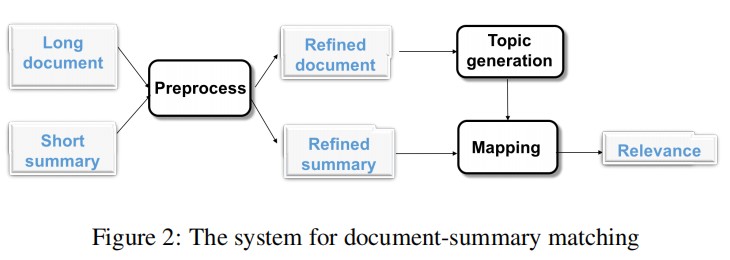 Long
document
Short
summary
Preprocess
Refined
document
Refined
summary
Topic
generation
Mapping
Relevance
Figure 2: The system for document-summary matching